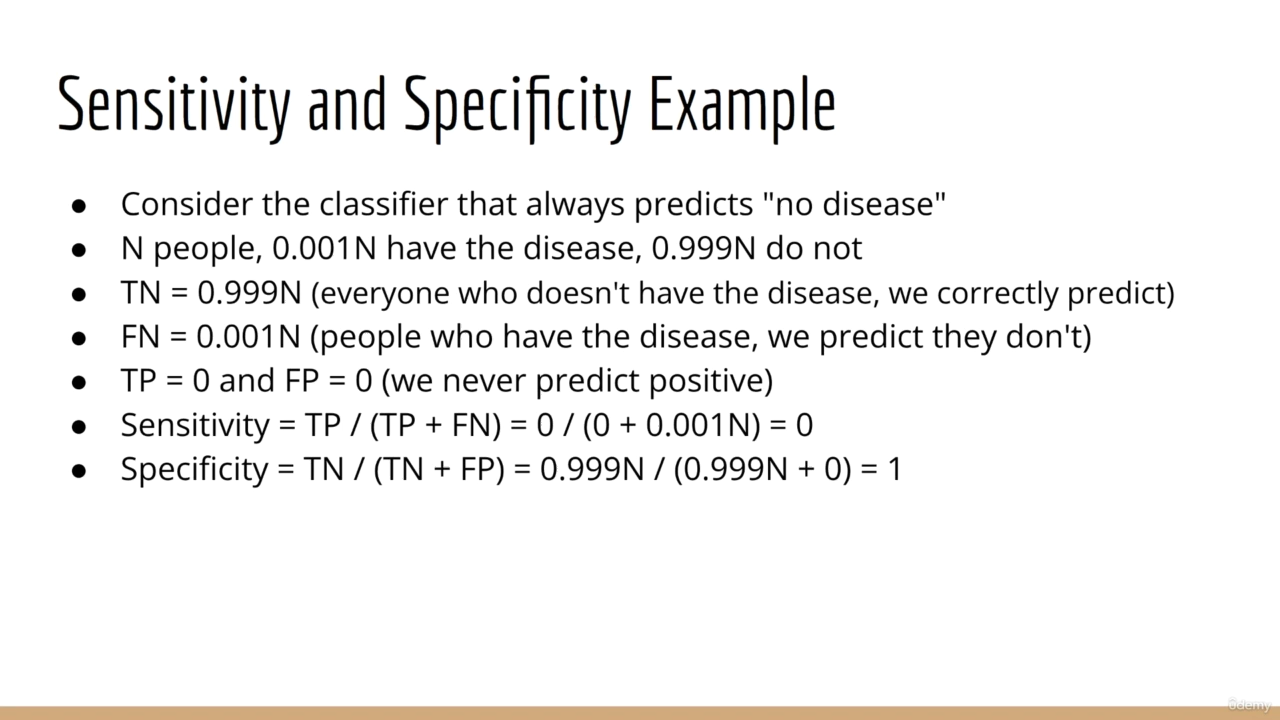 Sensitivity and Specificity Example
● Consider the classifier that always predicts "no disease"
● N people, 0.001N have the disease, 0.999N do not
● TN = 0.999N (everyone who doesn't have the disease, we correctly predict)
● FN = 0.001N (people who have the disease, we predict they don't)
● TP = 0 and FP = 0 (we never predict positive)
● Sensitivity = TP / (TP + FN) = 0 / (0 + 0.001N) = 0
● Specificity = TN / (TN + FP) = 0.999N / (0.999N + 0) = 1
ûdemy